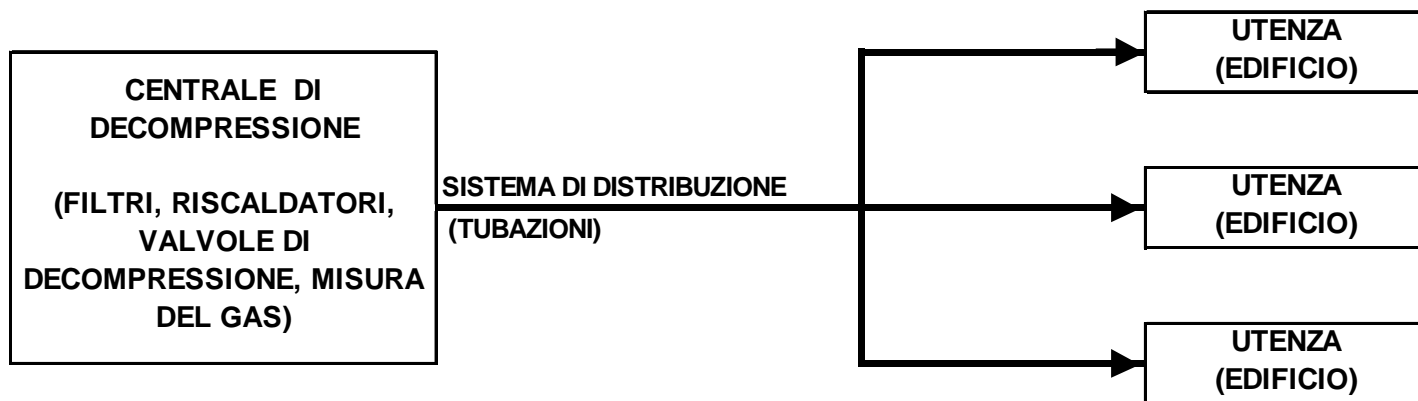 CENTRALE DI
DECOMPRESSIONE
(FILTRI, RISCALDATORI,
VALVOLE DI
DECOMPRESSIONE, MISURA
DEL GAS)
SISTEMA DI DISTRIBUZIONE
(TUBAZIONI)
UTENZA
(EDIFICIO)
UTENZA
(EDIFICIO)
UTENZA
(EDIFICIO)